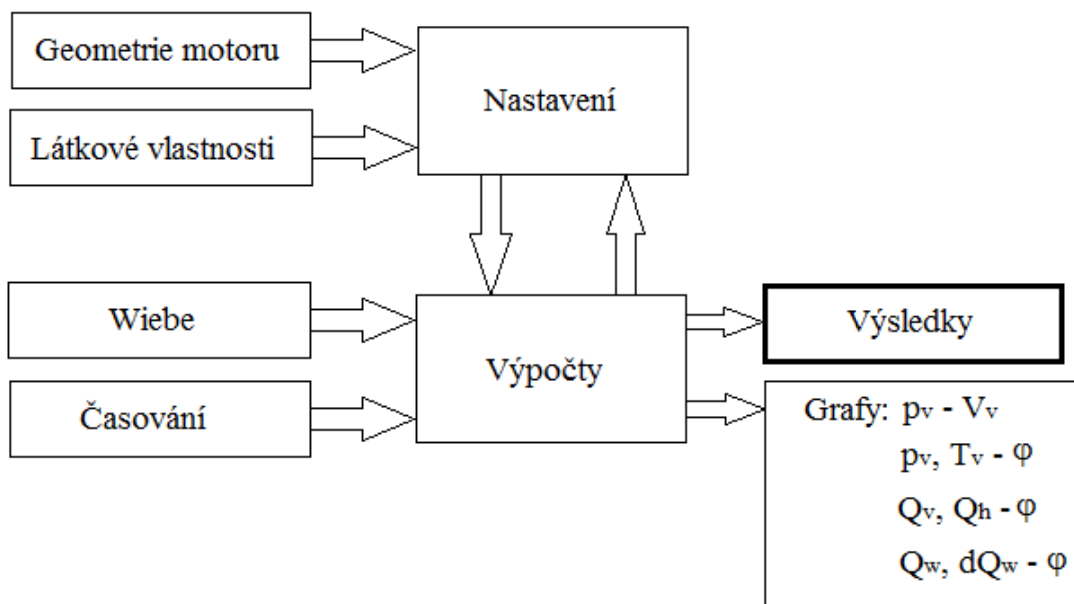 Geometrie motoru
Látkové vlastnosti
Nastavení
Wiebe
Časování
Výpočty
Výsledky
Grafy: pv - Vv
pv, Tv - φ
Qv, Qh - φ
Qw, dQw - φ